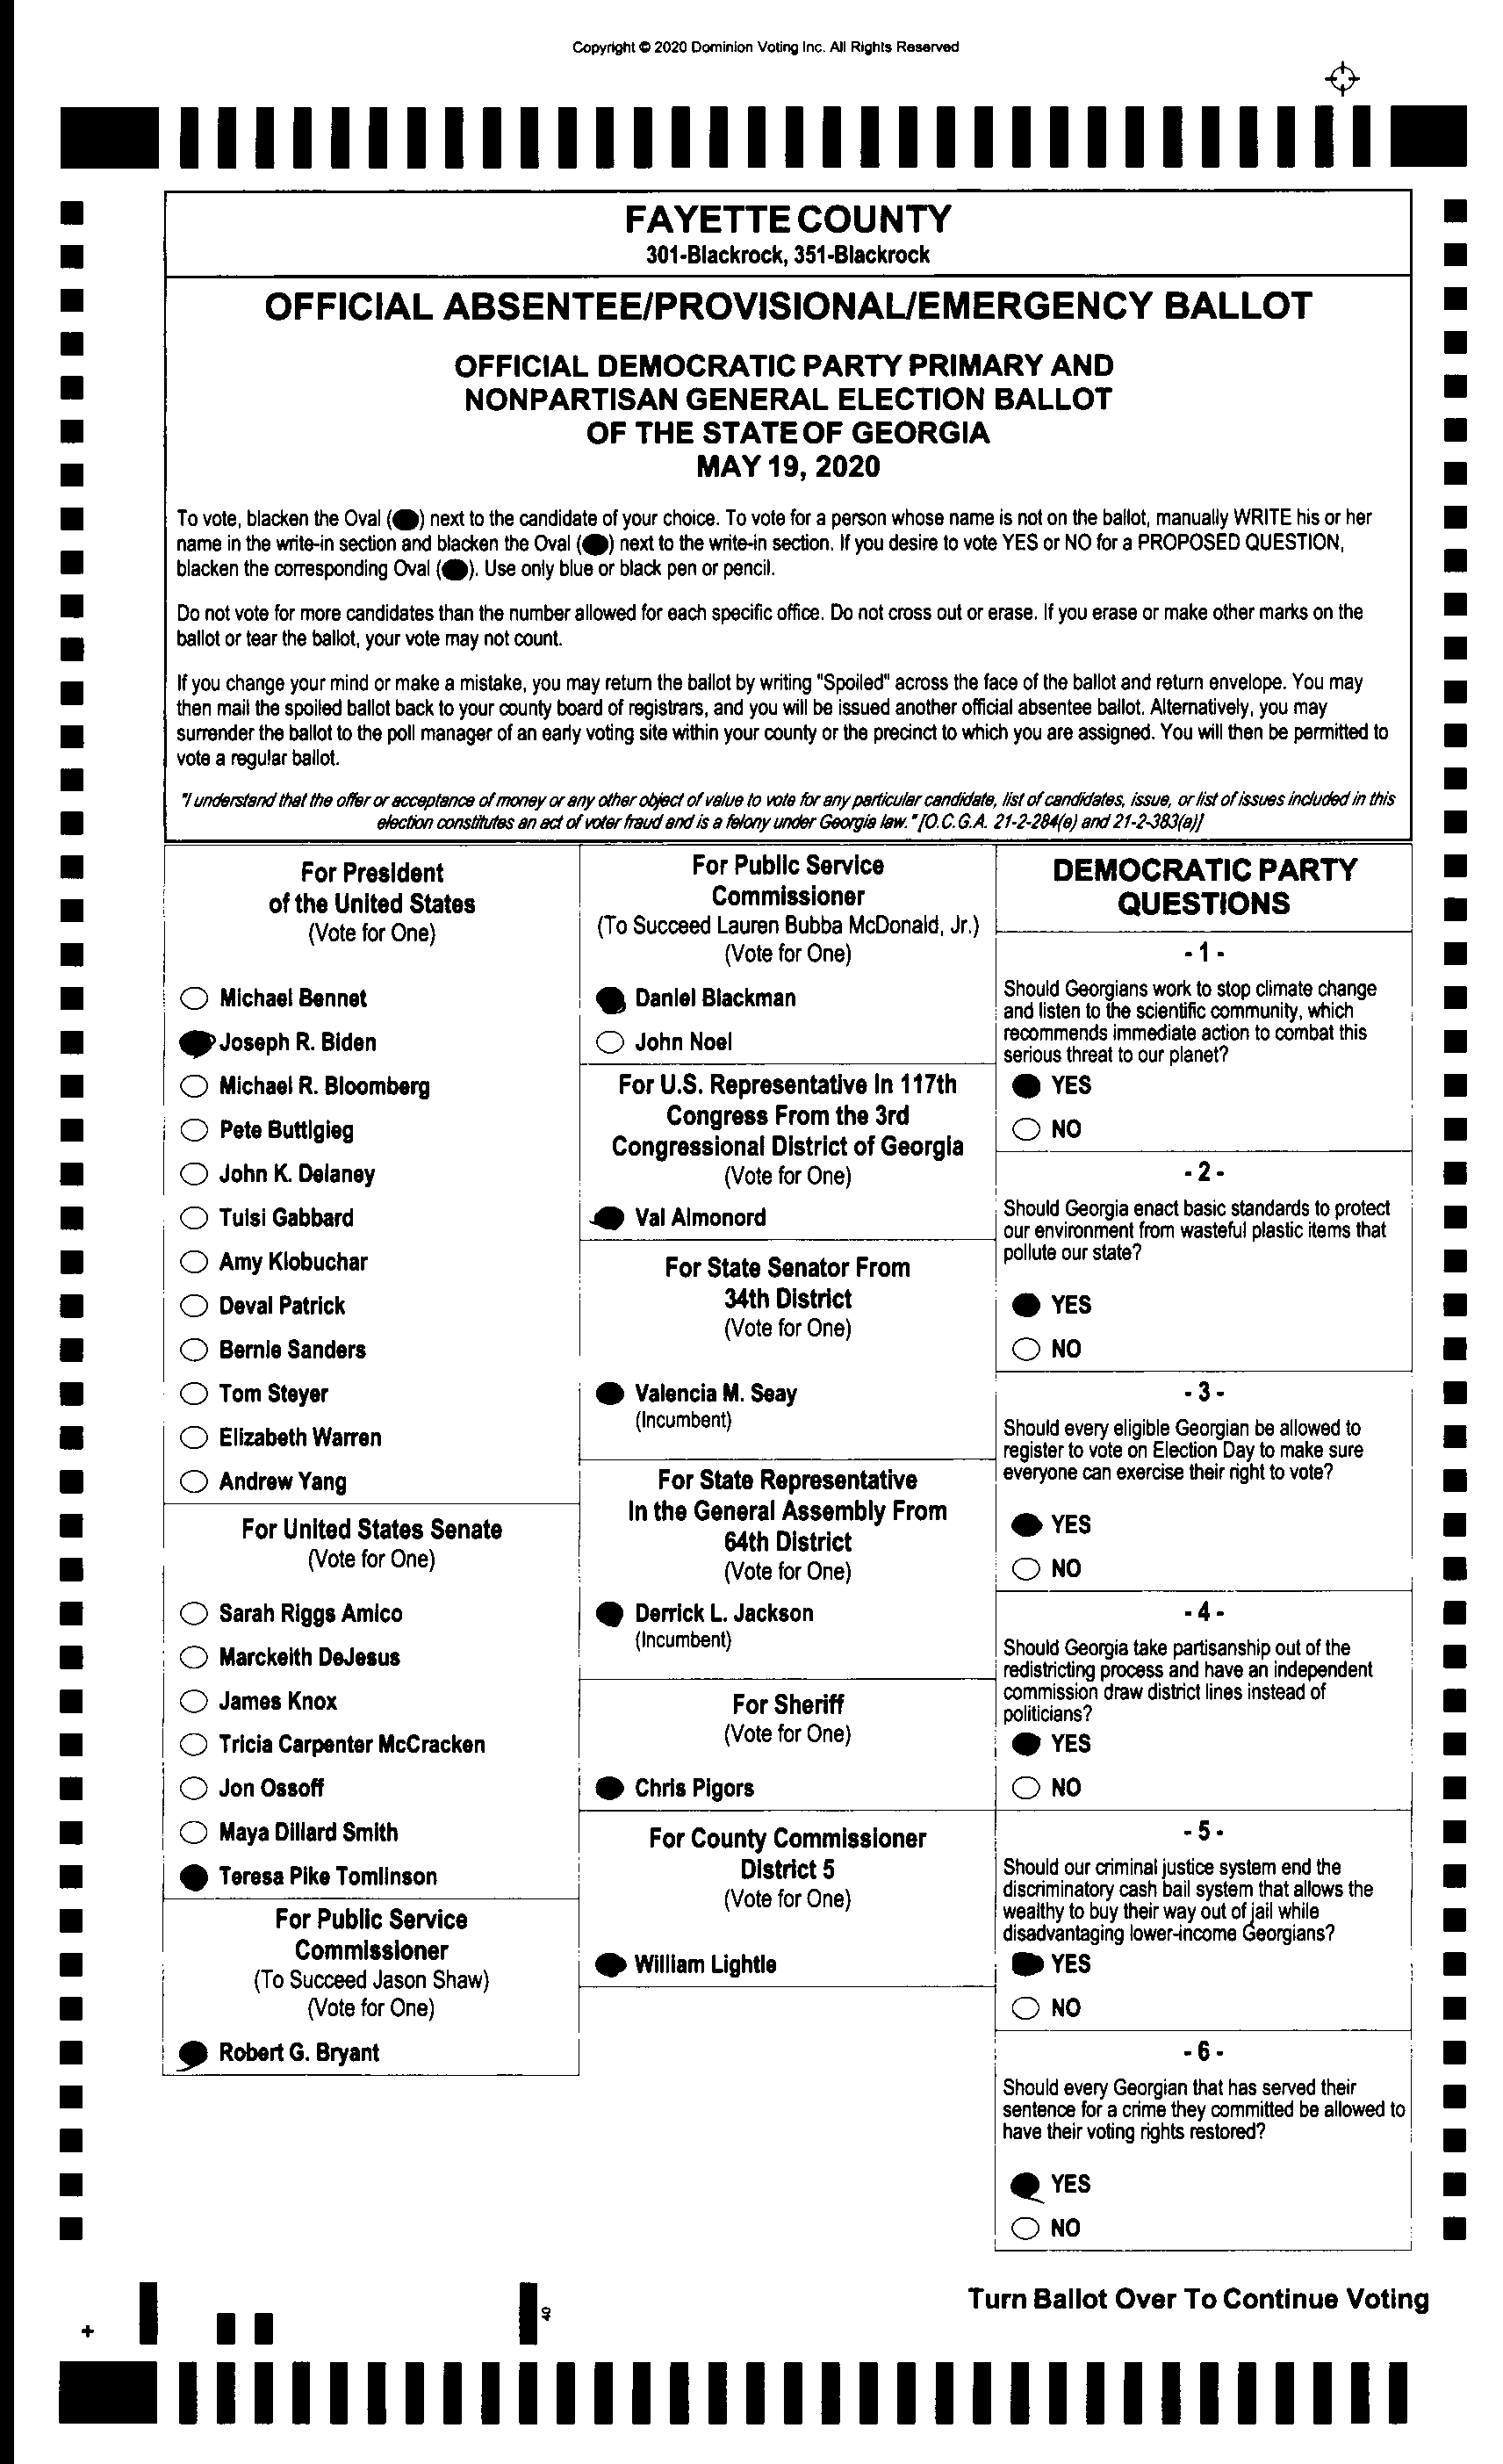 Copyright © 2020 Dominion Voting Inc. All Rights Reserved
FAYETTE COUNTY
301-Blackrock, 351-Blackrock
OFFICIAL ABSENTEE/PROVISIONAL/EMERGENCY BALLOT
OFFICIAL DEMOCRATIC PARTY PRIMARY AND
NONPARTISAN GENERAL ELECTION BALLOT
OF THE STATE OF GEORGIA
MAY 19, 2020
To vote, blacken the Oval (⬬) next to the candidate of your choice. To vote for a person whose name is not on the ballot, manually WRITE his or her
name in the write-in section and blacken the Oval (⬬) next to the write-in section. If you desire to vote YES or NO for a PROPOSED QUESTION,
blacken the corresponding Oval (⬬). Use only blue or black pen or pencil.
Do not vote for more candidates than the number allowed for each specific office. Do not cross out or erase. If you erase or make other marks on the
ballot or tear the ballot, your vote may not count.
If you change your mind or make a mistake, you may return the ballot by writing "Spoiled" across the face of the ballot and return envelope. You may
then mail the spoiled ballot back to your county board of registrars, and you will be issued another official absentee ballot. Alternatively, you may
surrender the ballot to the poll manager of an early voting site within your county or the precinct to which you are assigned. You will then be permitted to
vote a regular ballot.
"I understand that the offer or acceptance of money or any other object of value to vote for any particular candidate, list of candidates, issue, or list of issues included in this
election constitutes an act of voter fraud and is a felony under Georgia law." [O.C.G.A. 21-2-284(e) and 21-2-383(a)]
For President
of the United States
(Vote for One)
Michael Bennet
Joseph R. Biden
Michael R. Bloomberg
Pete Buttigieg
John K. Delaney
Tulsi Gabbard
Amy Klobuchar
Deval Patrick
Bernie Sanders
Tom Steyer
Elizabeth Warren
Andrew Yang
For United States Senate
(Vote for One)
Sarah Riggs Amico
Marckeith DeJesus
James Knox
Tricia Carpenter McCracken
Jon Ossoff
Maya Dillard Smith
Teresa Pike Tomlinson
For Public Service
Commissioner
(To Succeed Jason Shaw)
(Vote for One)
Robert G. Bryant
For Public Service
Commissioner
(To Succeed Lauren Bubba McDonald, Jr.)
(Vote for One)
Daniel Blackman
John Noel
For U.S. Representative in 117th
Congress From the 3rd
Congressional District of Georgia
(Vote for One)
Val Almonord
For State Senator From
34th District
(Vote for One)
Valencia M. Seay
(Incumbent)
For State Representative
In the General Assembly From
64th District
(Vote for One)
Derrick L. Jackson
(Incumbent)
For Sheriff
(Vote for One)
Chris Pigors
For County Commissioner
District 5
(Vote for One)
William Lightle
DEMOCRATIC PARTY
QUESTIONS
- 1 -
Should Georgians work to stop climate change
and listen to the scientific community, which
recommends immediate action to combat this
serious threat to our planet?
YES
NO
- 2 -
Should Georgia enact basic standards to protect
our environment from wasteful plastic items that
pollute our state?
YES
NO
- 3 -
Should every eligible Georgian be allowed to
register to vote on Election Day to make sure
everyone can exercise their right to vote?
YES
NO
- 4 -
Should Georgia take partisanship out of the
redistricting process and have an independent
commission draw district lines instead of
politicians?
YES
NO
- 5 -
Should our criminal justice system end the
discriminatory cash bail system that allows the
wealthy to buy their way out of jail while
disadvantaging lower-income Georgians?
YES
NO
- 6 -
Should every Georgian that has served their
sentence for a crime they committed be allowed to
have their voting rights restored?
YES
NO
Turn Ballot Over To Continue Voting
+
40